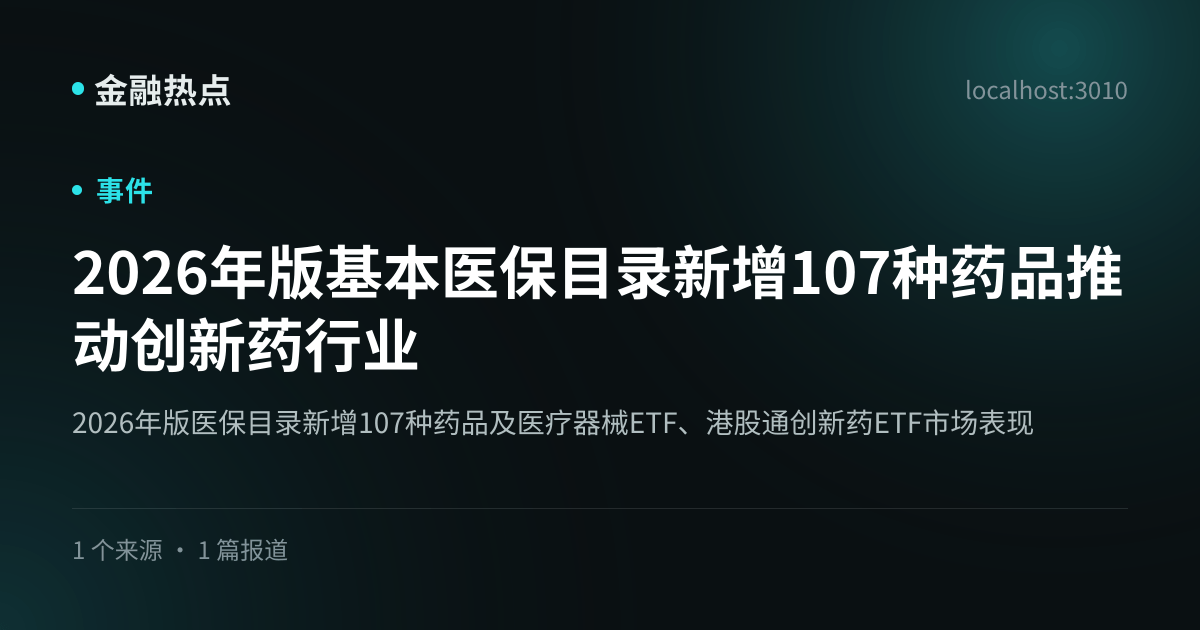 金融热点
localhost:3010
事件
2026年版基本医保目录新增107种药品推
动创新药行业
2026年版医保目录新增107种药品及医疗器械ETF、港股通创新药ETF市场表现
1 个来源 · 1 篇报道